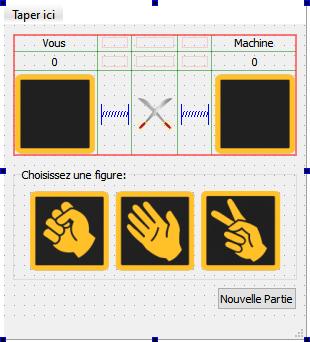 Taper ici
Vous Machine
0 0
Choisissez une figure:
Nouvelle Partie